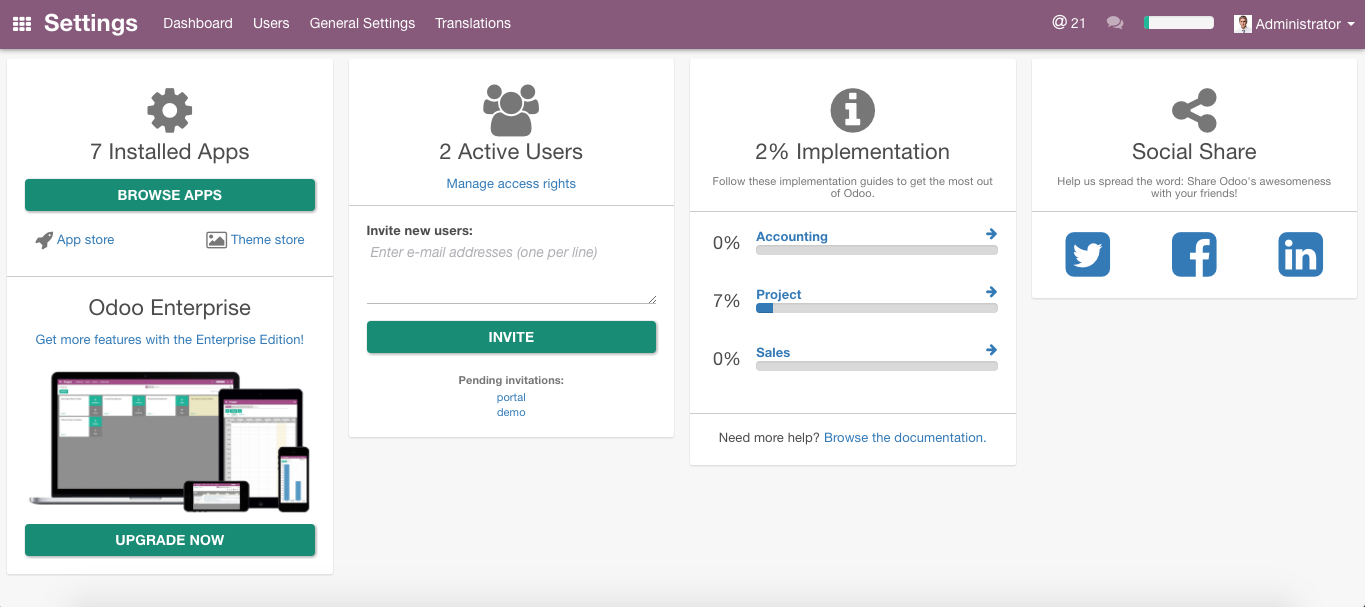 Settings Dashboard Users General Settings Translations @ 21 Administrator
7 Installed Apps
BROWSE APPS
App store Theme store
Odoo Enterprise
Get more features with the Enterprise Edition!
UPGRADE NOW
2 Active Users
Manage access rights
Invite new users:
Enter e-mail addresses (one per line)
INVITE
Pending invitations:
portal
demo
2% Implementation
Follow these implementation guides to get the most out
of Odoo.
0% Accounting
7% Project
0% Sales
Need more help? Browse the documentation.
Social Share
Help us spread the word: Share Odoo's awesomeness
with your friends!